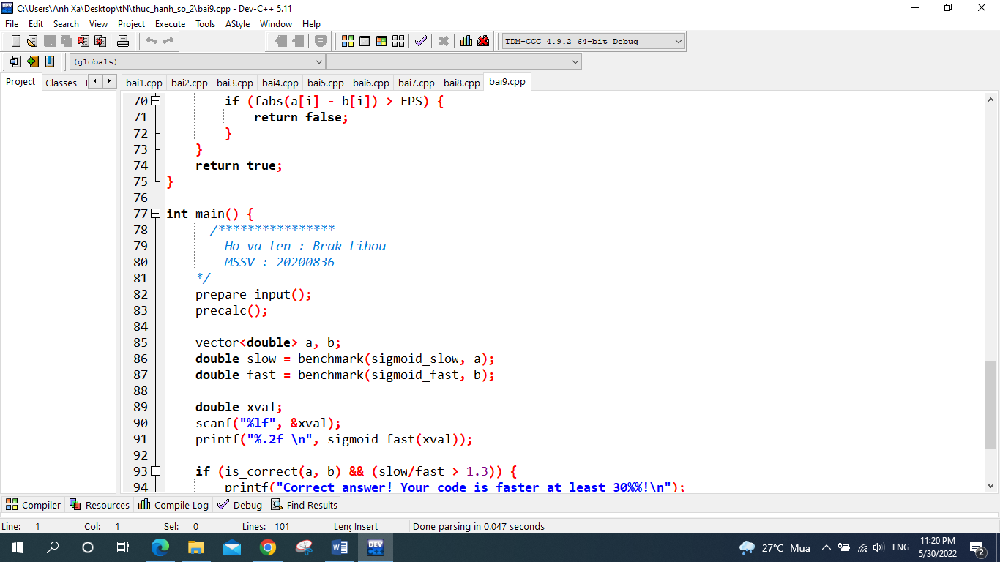 C:\Users\Anh Xa\Desktop\tN\thuc_hanh_so_2\bai9.cpp - Dev-C++ 5.11
File Edit Search View Project Execute Tools AStyle Window Help
TDM-GCC 4.9.2 64-bit Debug
(globals)
Project Classes
bai1.cpp bai2.cpp bai3.cpp bai4.cpp bai5.cpp bai6.cpp bai7.cpp bai8.cpp bai9.cpp
70 if (fabs(a[i] - b[i]) > EPS) {
71 return false;
72 }
73 }
74 return true;
75 }
76
77 int main() {
78 /****************
79 Ho va ten : Brak Lihou
80 MSSV : 20200836
81 */
82 prepare_input();
83 precalc();
84
85 vector<double> a, b;
86 double slow = benchmark(sigmoid_slow, a);
87 double fast = benchmark(sigmoid_fast, b);
88
89 double xval;
90 scanf("%lf", &xval);
91 printf("%.2f \n", sigmoid_fast(xval));
92
93 if (is_correct(a, b) && (slow/fast > 1.3)) {
94 printf("Correct answer! Your code is faster at least 30%%!\n");
Compiler Resources Compile Log Debug Find Results
Line: 1 Col: 1 Sel: 0 Lines: 101 Insert Done parsing in 0.047 seconds
DEV
27°C Mưa ENG 11:20 PM
5/30/2022
2